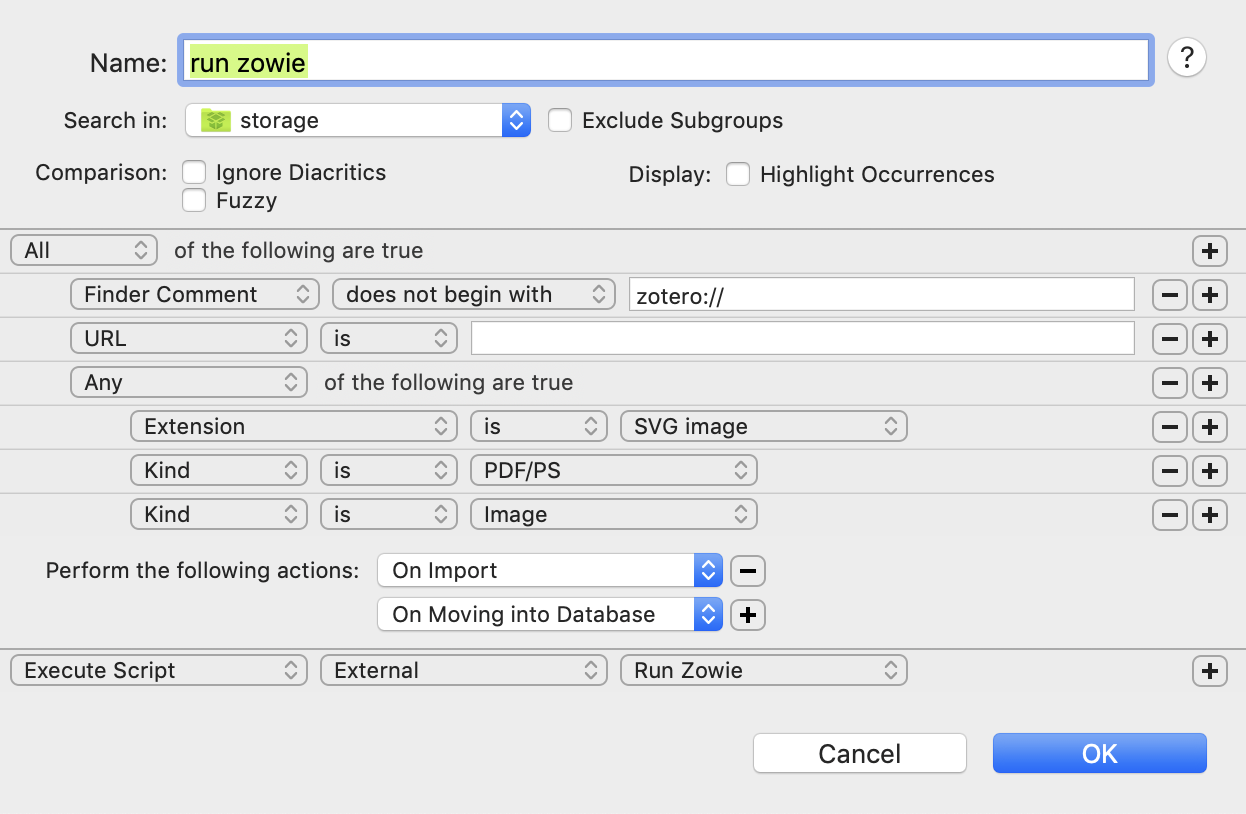 Name: run zowie ?
Search in: storage Exclude Subgroups
Comparison: Ignore Diacritics Display: Highlight Occurrences
Fuzzy
All of the following are true
Finder Comment does not begin with zotero://
URL is
Any of the following are true
Extension is SVG image
Kind is PDF/PS
Kind is Image
Perform the following actions: On Import
On Moving into Database
Execute Script External Run Zowie
Cancel OK